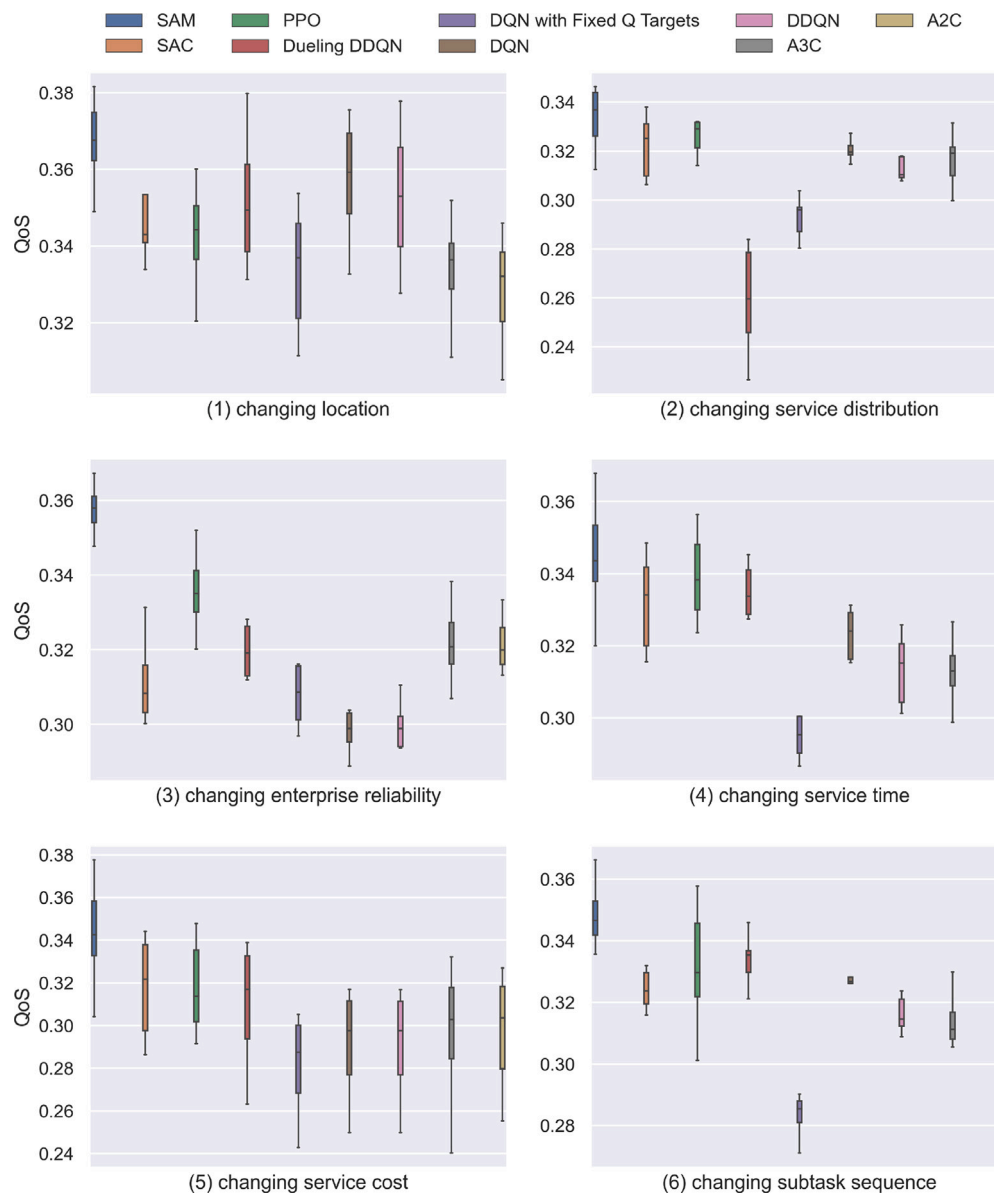 SAM PPO DQN with Fixed Q Targets DDQN A2C
SAC Dueling DDQN DQN A3C
0.38
0.36
0.34
0.32
QoS
(1) changing location
0.34
0.32
0.30
0.28
0.26
0.24
(2) changing service distribution
0.36
0.34
0.32
0.30
QoS
(3) changing enterprise reliability
0.36
0.34
0.32
0.30
(4) changing service time
0.38
0.36
0.34
0.32
0.30
0.28
0.26
0.24
QoS
(5) changing service cost
0.36
0.34
0.32
0.30
0.28
(6) changing subtask sequence